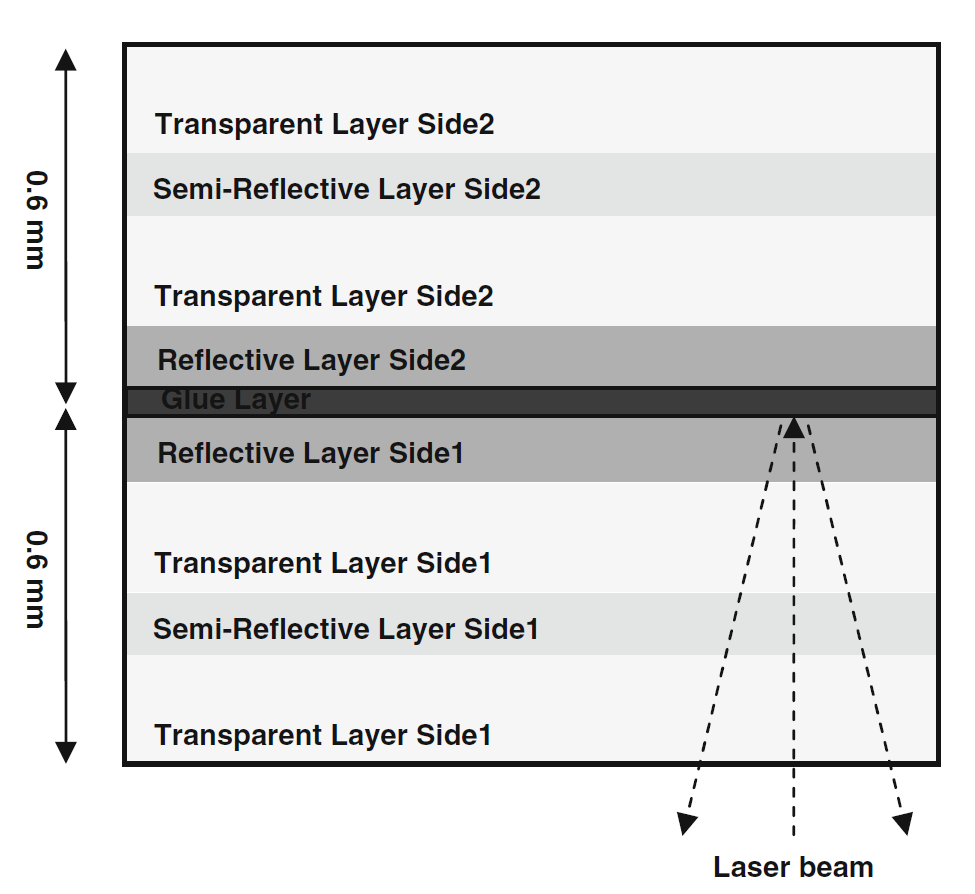 Transparent Layer Side2
Semi-Reflective Layer Side2
0.6 mm
Transparent Layer Side2
Reflective Layer Side2
Glue Layer
Reflective Layer Side1
Transparent Layer Side1
0.6 mm
Semi-Reflective Layer Side1
Transparent Layer Side1
Laser beam